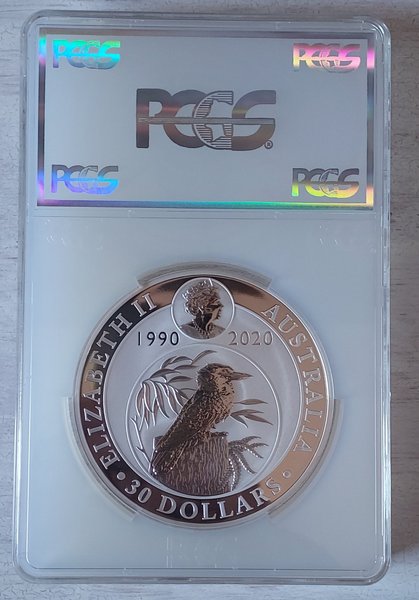 PCGS PCGS
PCGS
PCGS PCGS
ELIZABETH II AUSTRALIA
1990 2020
30 DOLLARS